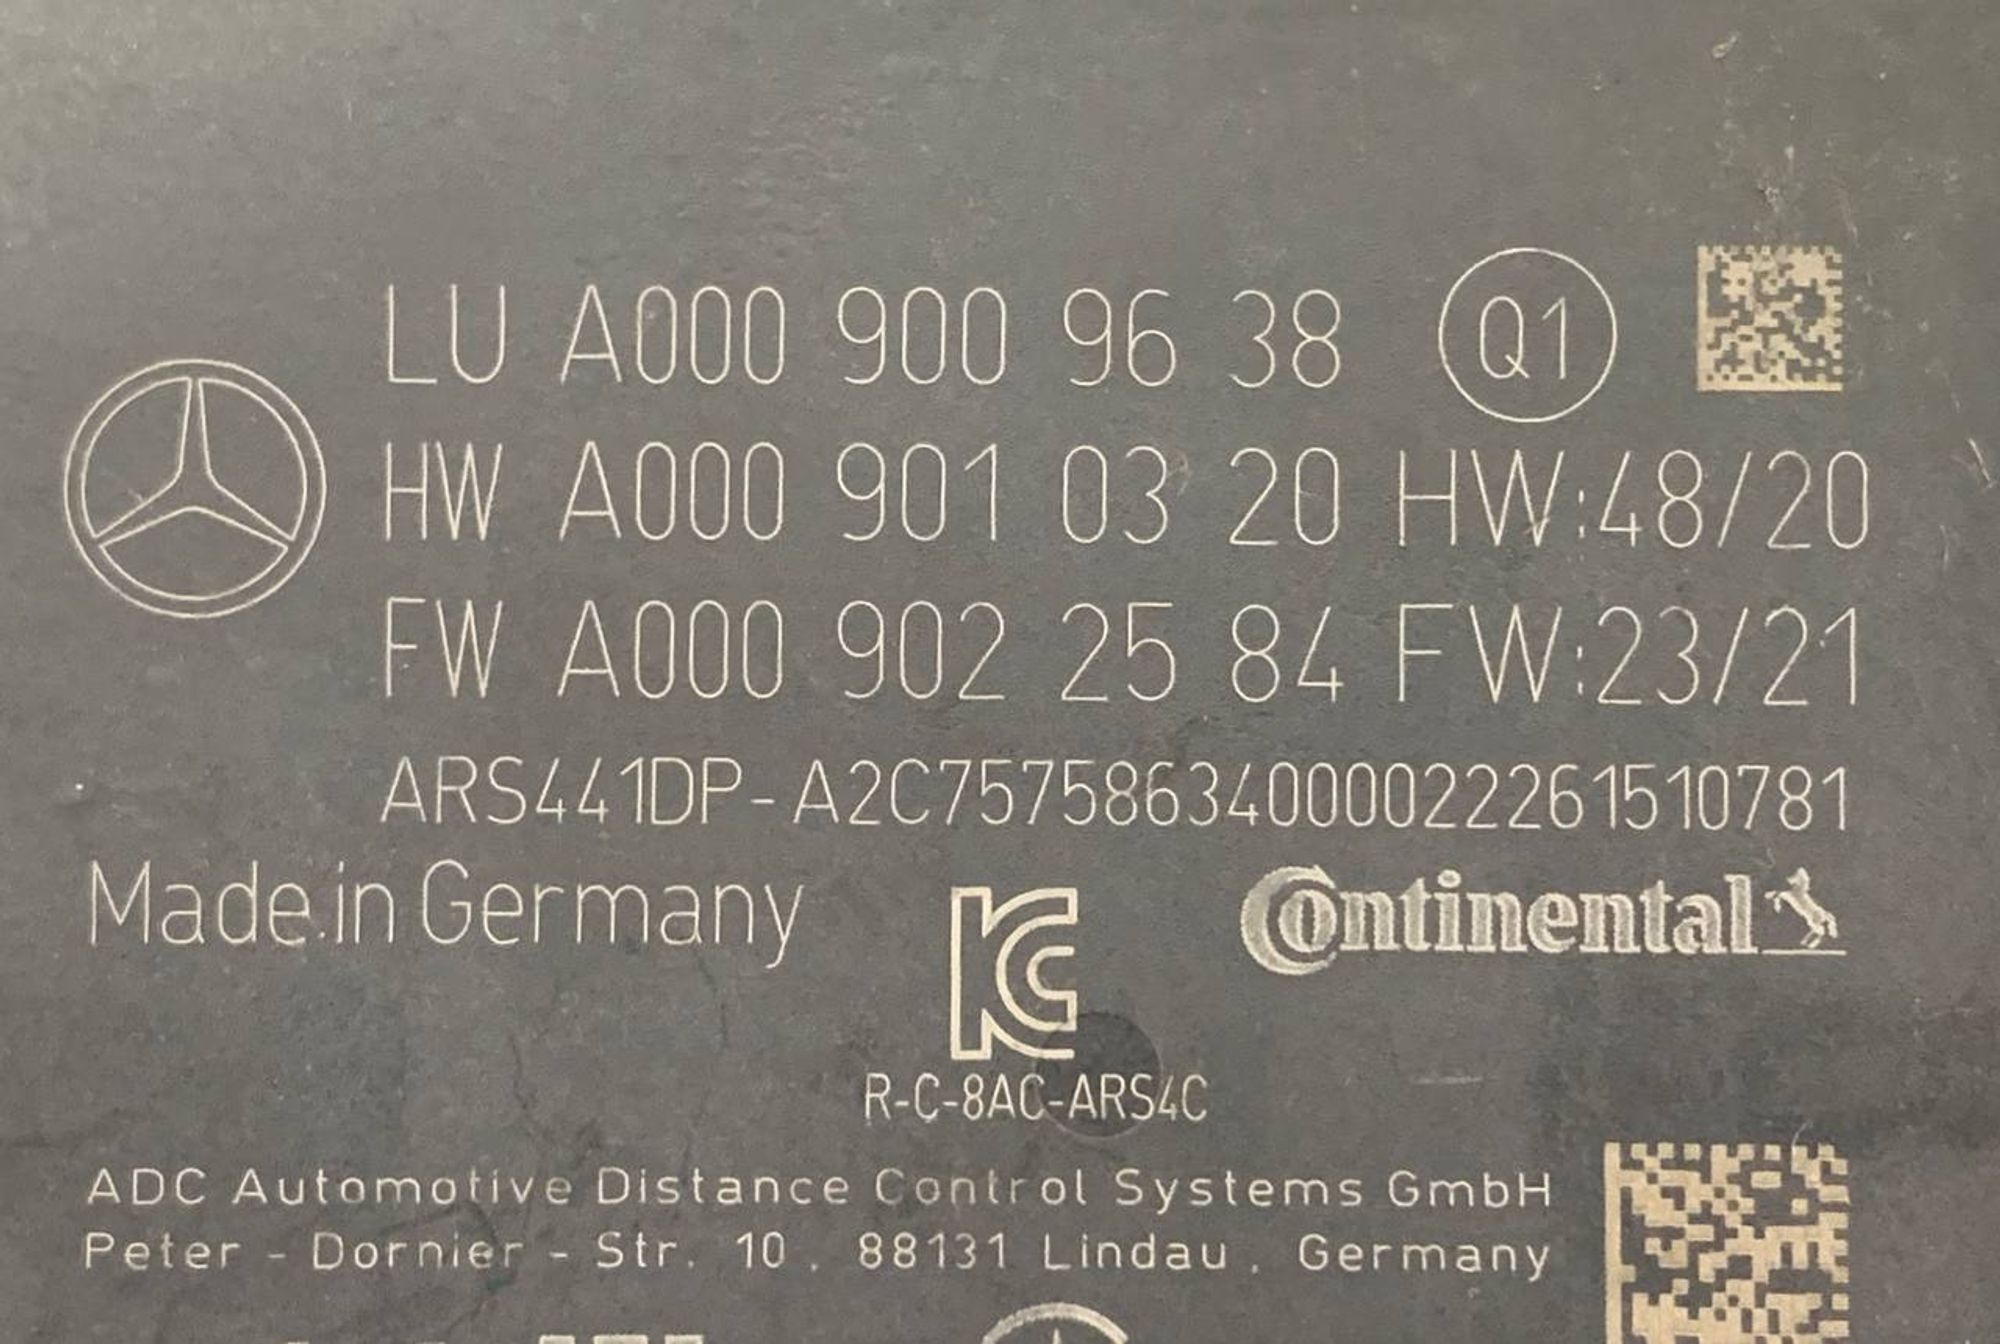 LU A000 900 96 38 Q1
HW A000 901 03 20 HW:48/20
FW A000 902 25 84 FW:23/21
ARS441DP-A2C75758634000022261510781
Made in Germany
Continental
R-C-8AC-ARS4C
ADC Automotive Distance Control Systems GmbH
Peter - Dornier - Str. 10 , 88131 Lindau , Germany